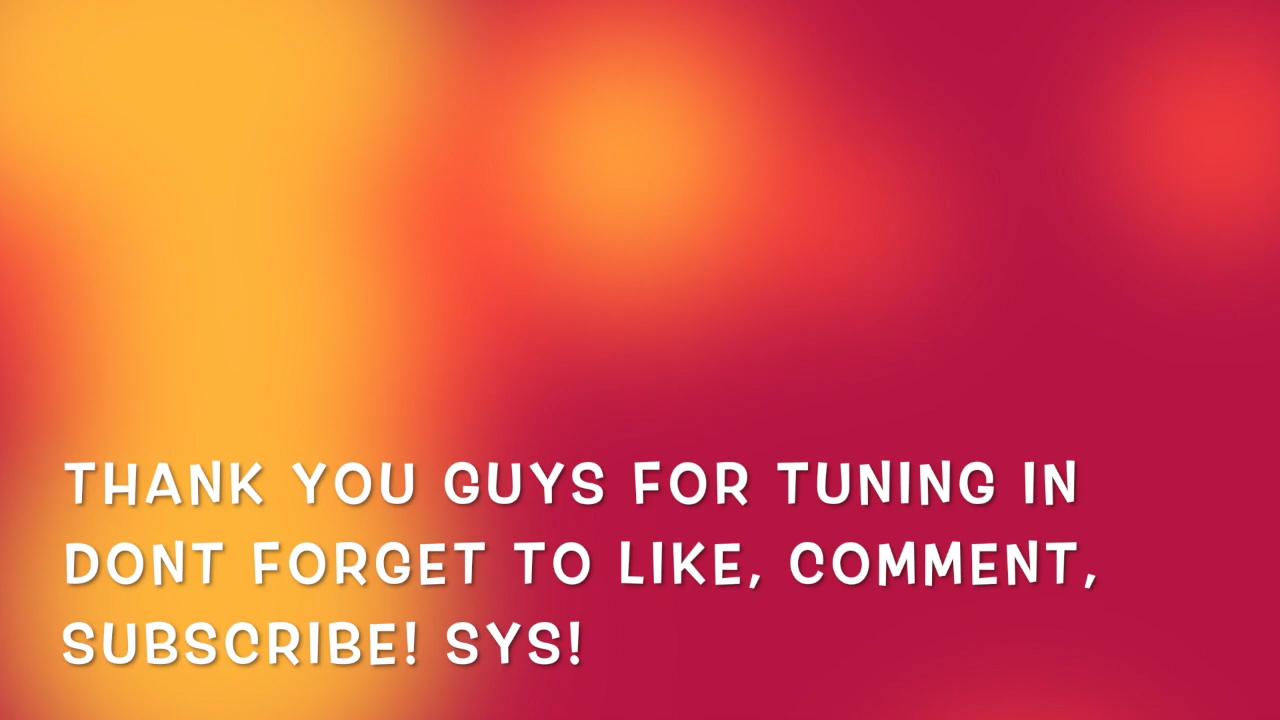 THANK YOU GUYS FOR TUNING IN
DONT FORGET TO LIKE, COMMENT,
SUBSCRIBE! SYS!